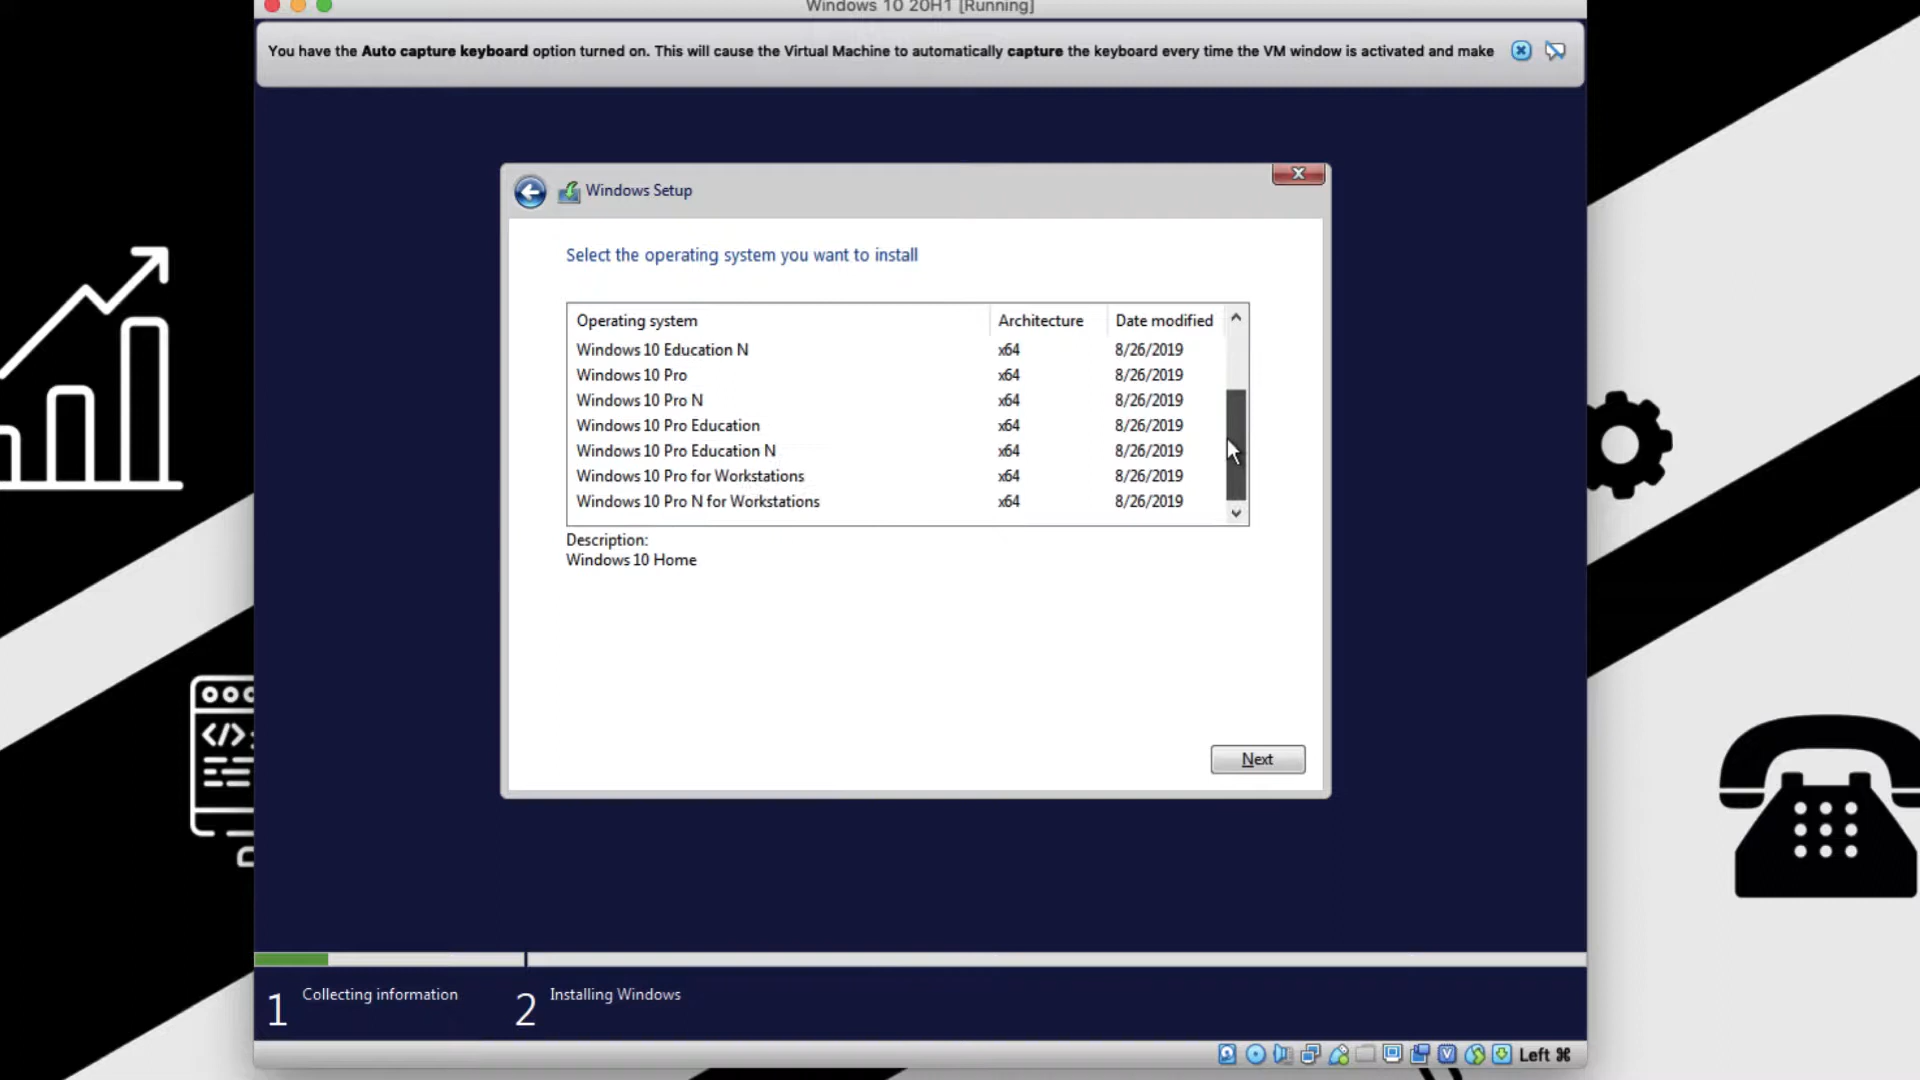 Windows 10 20H1 [Running]
You have the Auto capture keyboard option turned on. This will cause the Virtual Machine to automatically capture the keyboard every time the VM window is activated and make
Windows Setup
Select the operating system you want to install
Operating system Architecture Date modified
Windows 10 Education N x64 8/26/2019
Windows 10 Pro x64 8/26/2019
Windows 10 Pro N x64 8/26/2019
Windows 10 Pro Education x64 8/26/2019
Windows 10 Pro Education N x64 8/26/2019
Windows 10 Pro for Workstations x64 8/26/2019
Windows 10 Pro N for Workstations x64 8/26/2019
Description:
Windows 10 Home
Next
</>
1 Collecting information 2 Installing Windows
Left ⌘